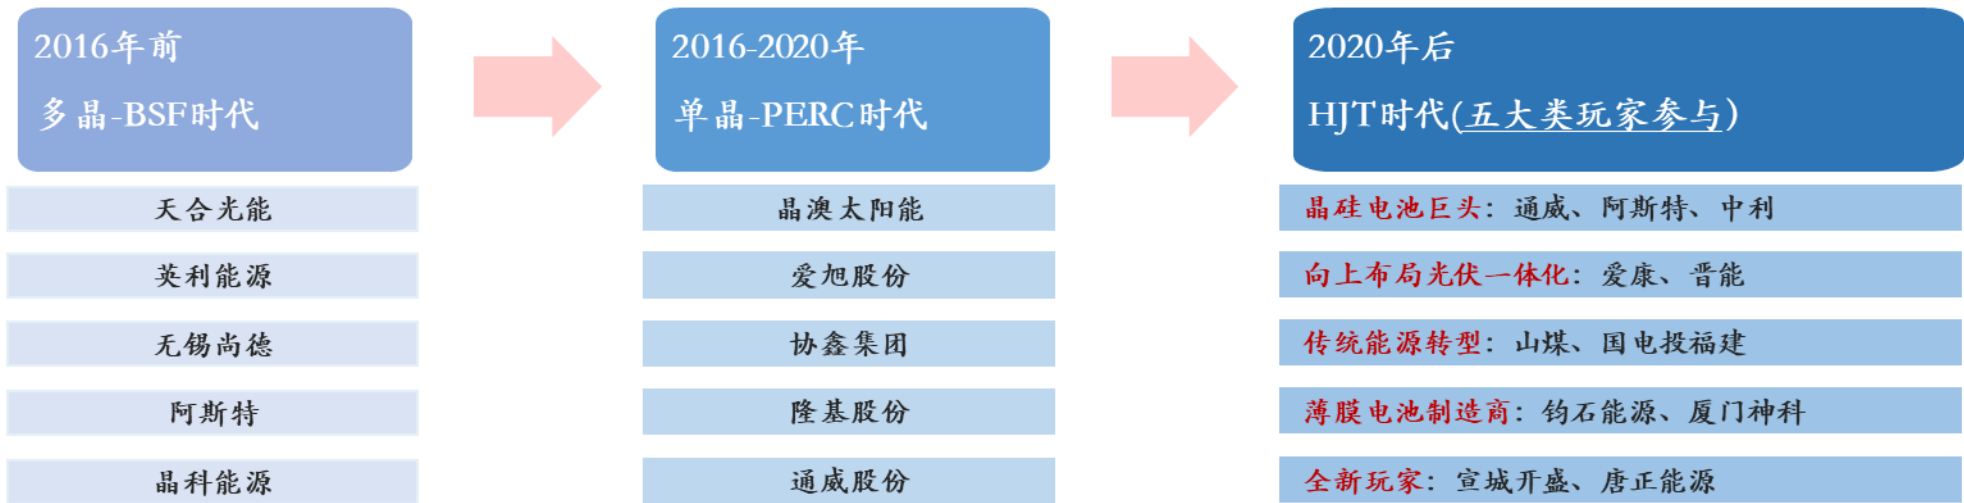 2016年前
多晶-BSF时代
2016-2020年
单晶-PERC时代
2020年后
HJT时代(五大类玩家参与)
天合光能
英利能源
无锡尚德
阿斯特
晶科能源
晶澳太阳能
爱旭股份
协鑫集团
隆基股份
通威股份
晶硅电池巨头：通威、阿斯特、中利
向上布局光伏一体化：爱康、晋能
传统能源转型：山煤、国电投福建
薄膜电池制造商：钧石能源、厦门神科
全新玩家：宣城开盛、唐正能源